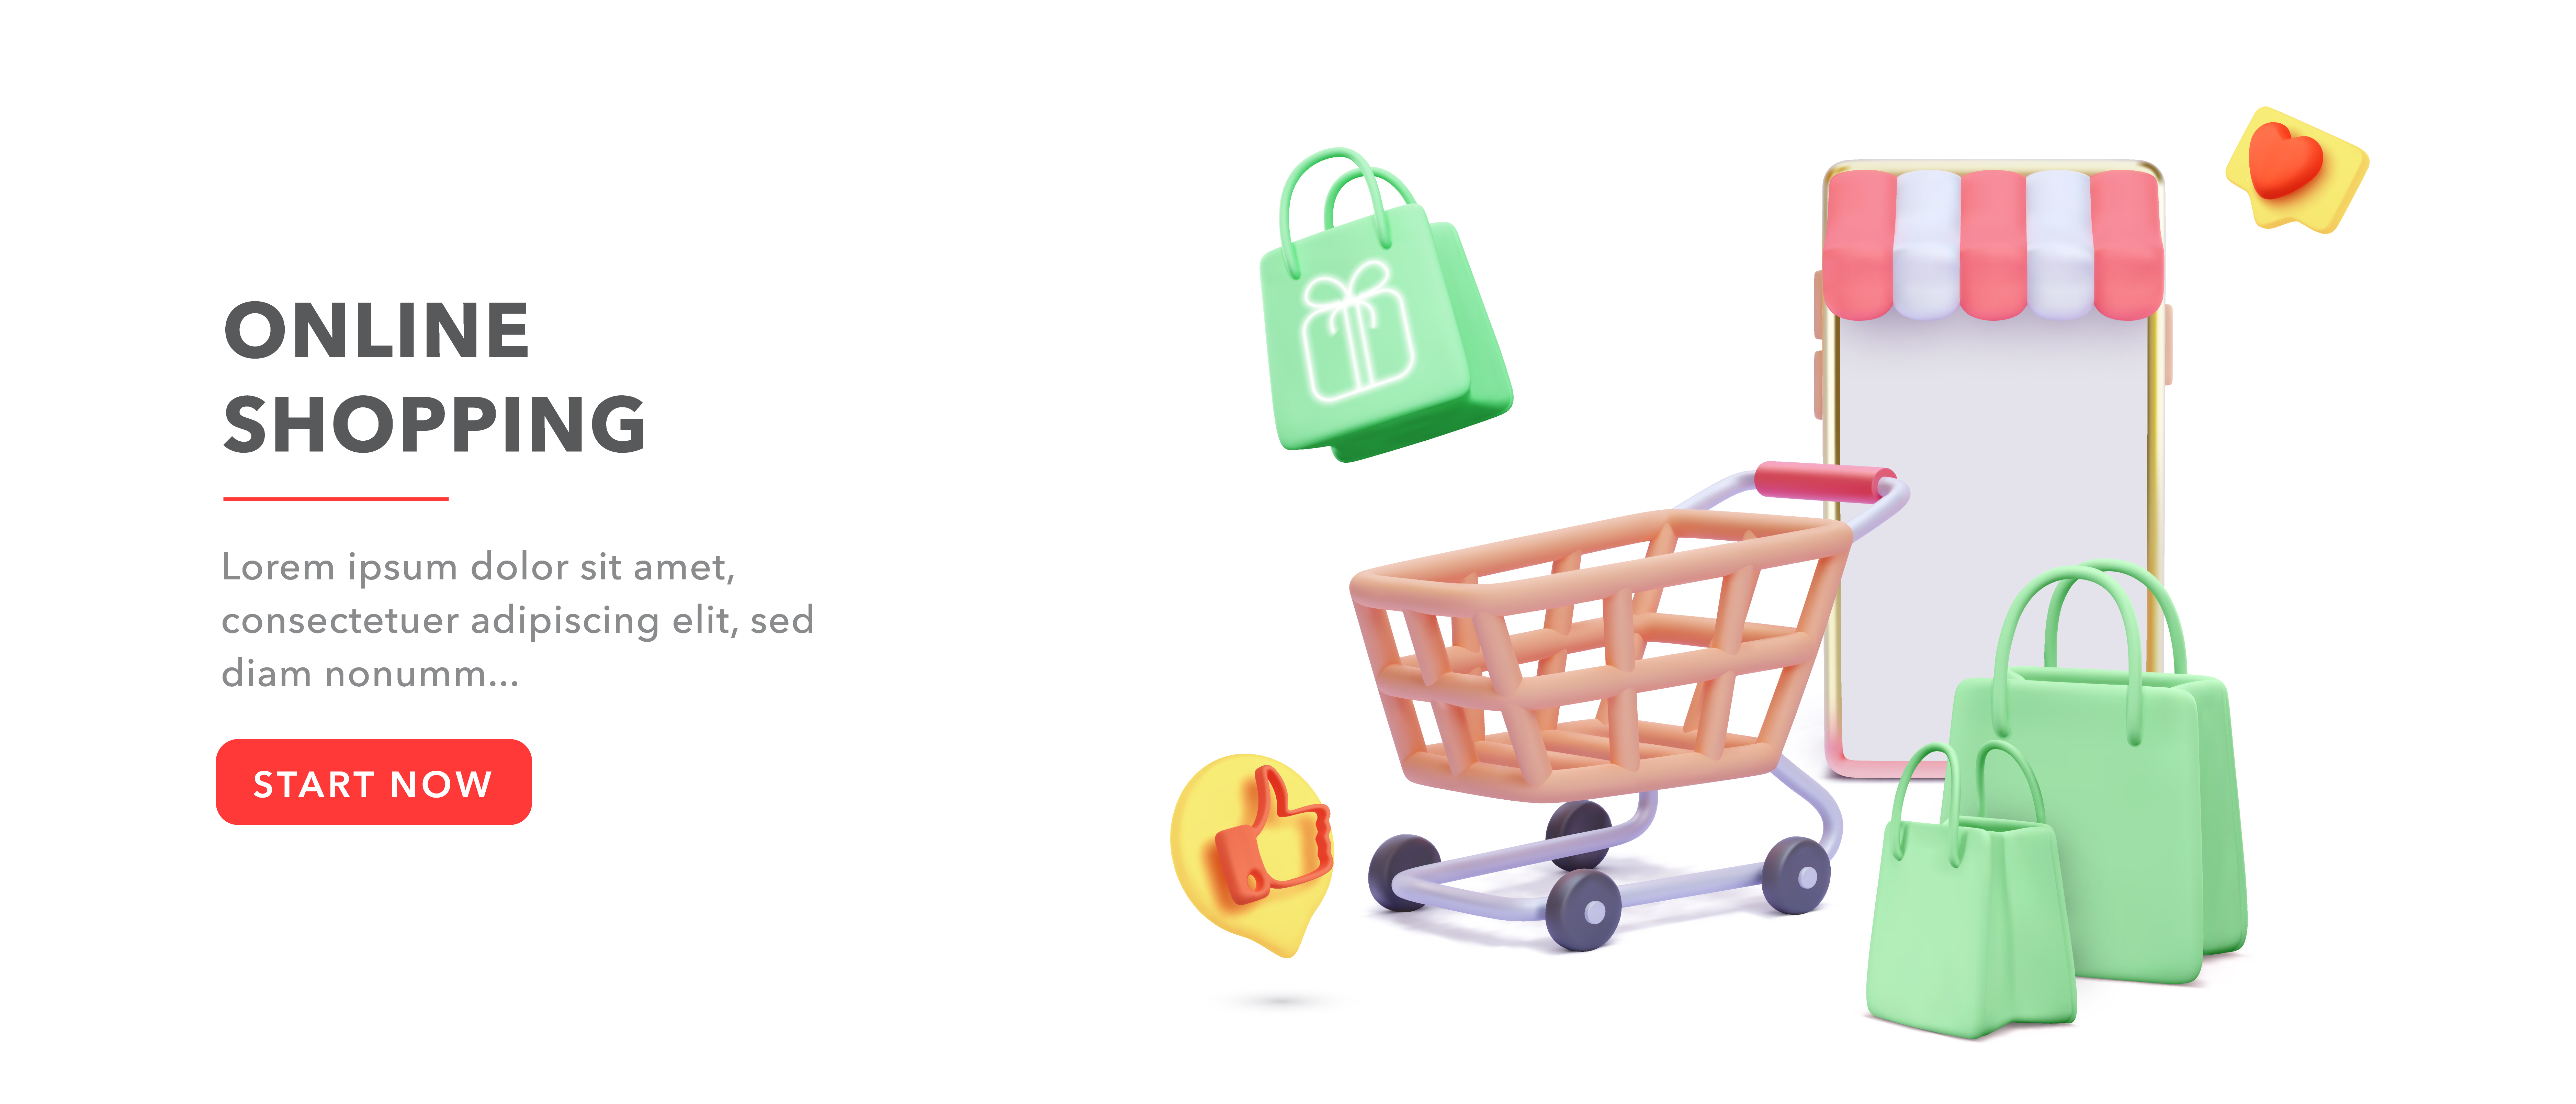 ONLINE
SHOPPING
Lorem ipsum dolor sit amet,
consectetuer adipiscing elit, sed
diam nonumm...
START NOW